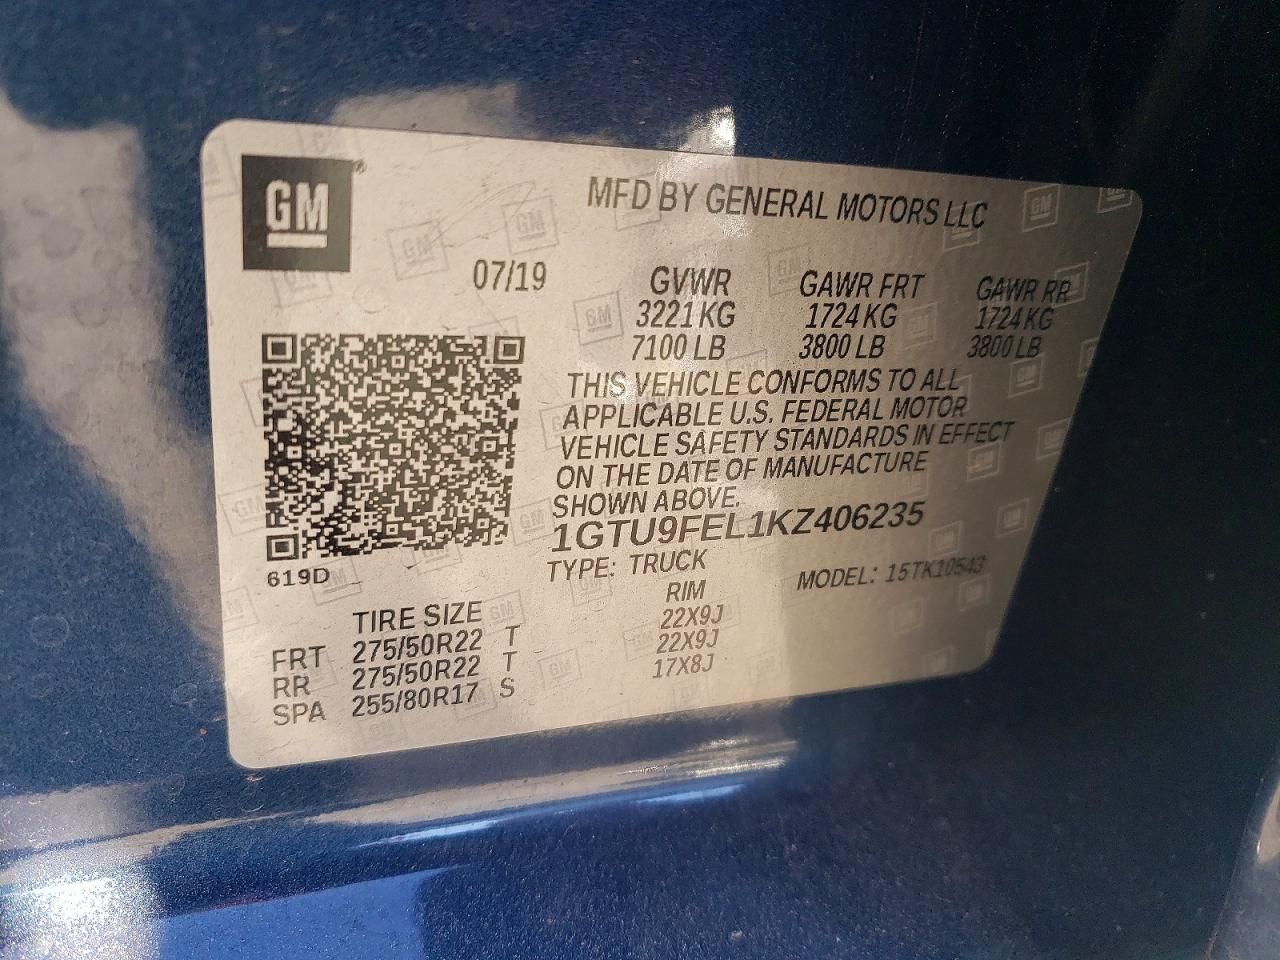 GM®
MFD BY GENERAL MOTORS LLC
07/19
GVWR GAWR FRT GAWR RR
3221 KG 1724 KG 1724 KG
7100 LB 3800 LB 3800 LB
THIS VEHICLE CONFORMS TO ALL
APPLICABLE U.S. FEDERAL MOTOR
VEHICLE SAFETY STANDARDS IN EFFECT
ON THE DATE OF MANUFACTURE
SHOWN ABOVE.
1GTU9FEL1KZ406235
TYPE: TRUCK MODEL: 15TK10543
619D
TIRE SIZE RIM
FRT 275/50R22 T 22X9J
RR 275/50R22 T 22X9J
SPA 255/80R17 S 17X8J